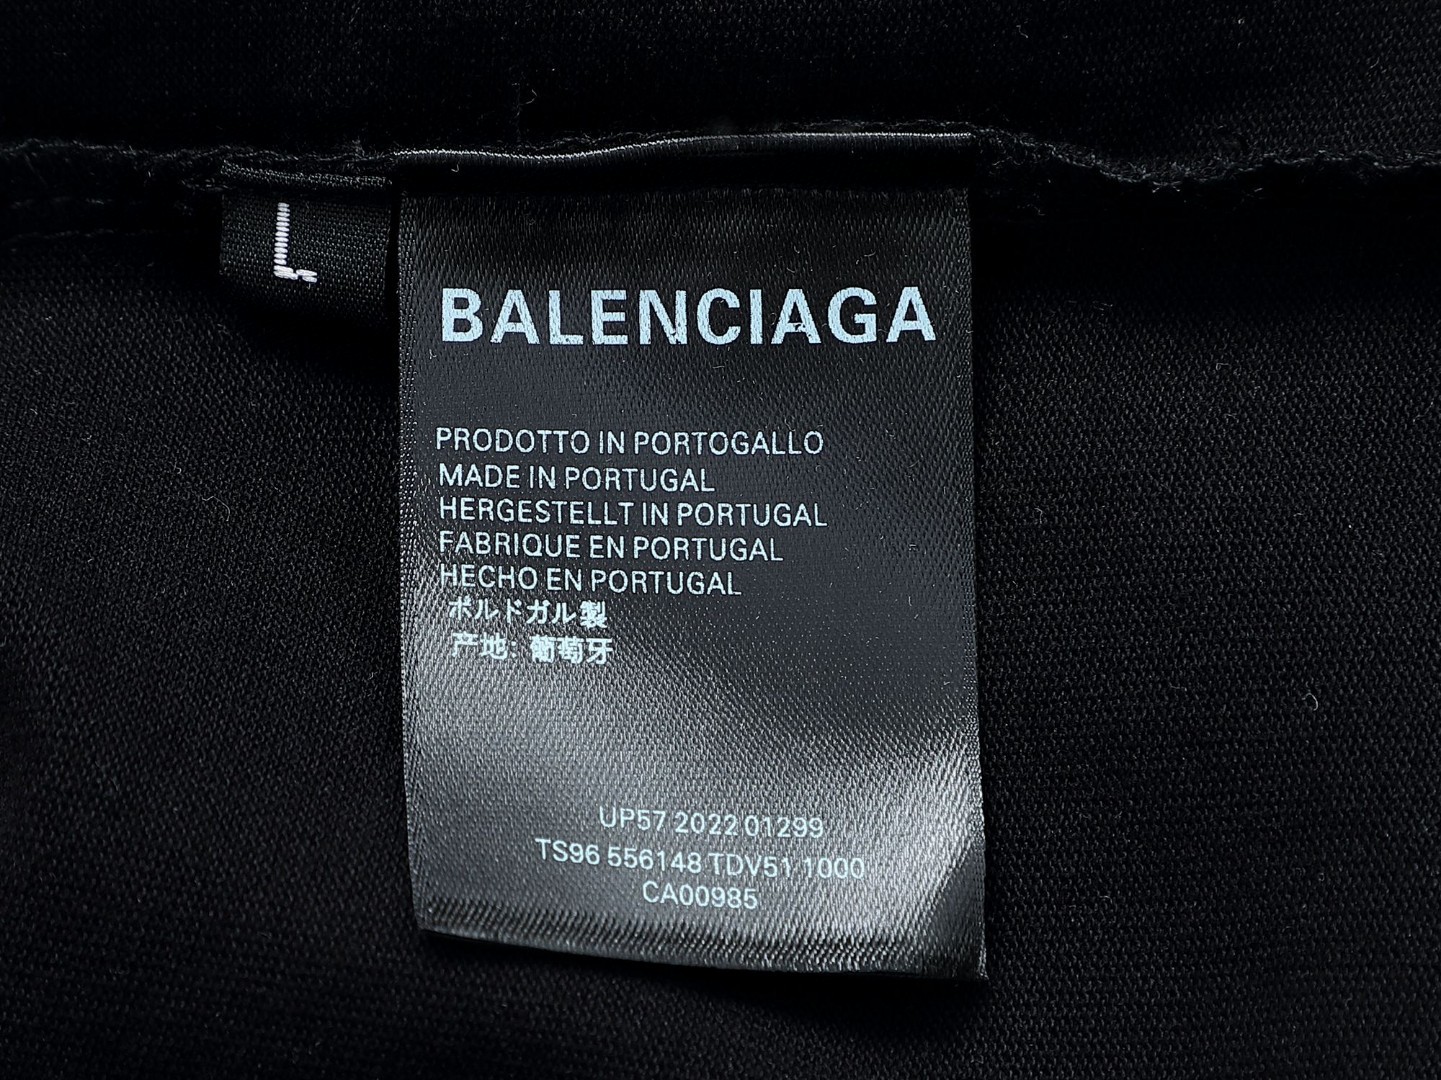 L
BALENCIAGA
PRODOTTO IN PORTOGALLO
MADE IN PORTUGAL
HERGESTELLT IN PORTUGAL
FABRIQUE EN PORTUGAL
HECHO EN PORTUGAL
ポルトガル製
产地: 葡萄牙
UP57 2022 01299
TS96 556148 TDV51 1000
CA00985